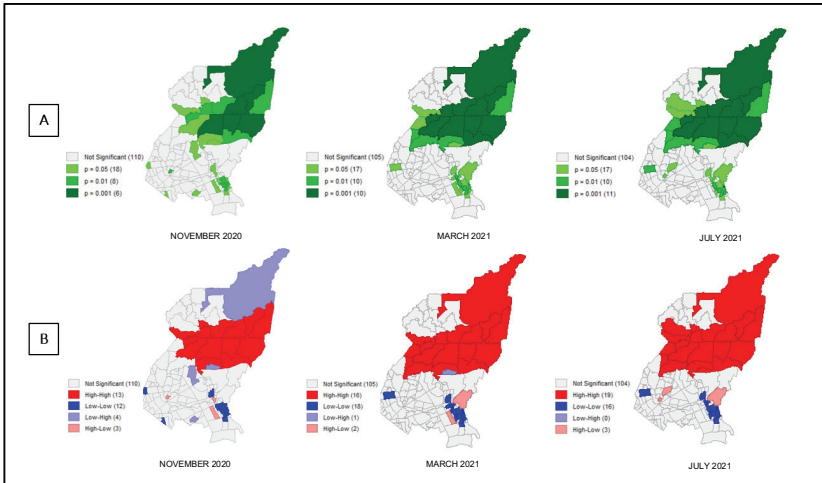 A
Not Significant (110)
p = 0.05 (18)
p = 0.01 (8)
p = 0.001 (6)
NOVEMBER 2020
Not Significant (105)
p = 0.05 (17)
p = 0.01 (10)
p = 0.001 (10)
MARCH 2021
Not Significant (104)
p = 0.05 (17)
p = 0.01 (10)
p = 0.001 (11)
JULY 2021
B
Not Significant (110)
High-High (13)
Low-Low (12)
Low-High (4)
High-Low (3)
NOVEMBER 2020
Not Significant (105)
High-High (16)
Low-Low (18)
Low-High (1)
High-Low (2)
MARCH 2021
Not Significant (104)
High-High (19)
Low-Low (16)
Low-High (0)
High-Low (3)
JULY 2021